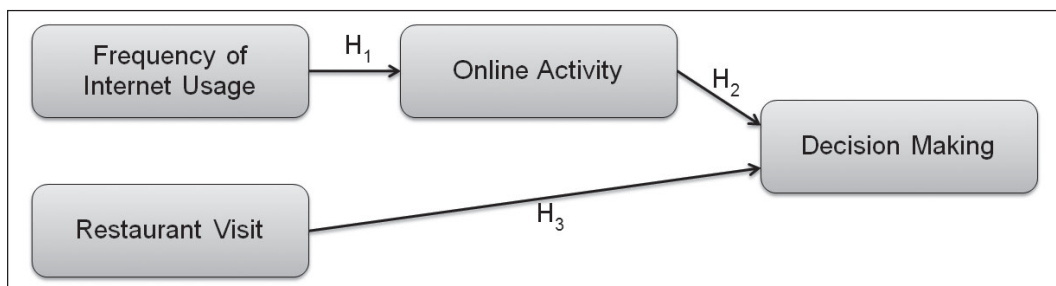 Frequency of
Internet Usage
H₁
Online Activity
H₂
Decision Making
Restaurant Visit
H₃